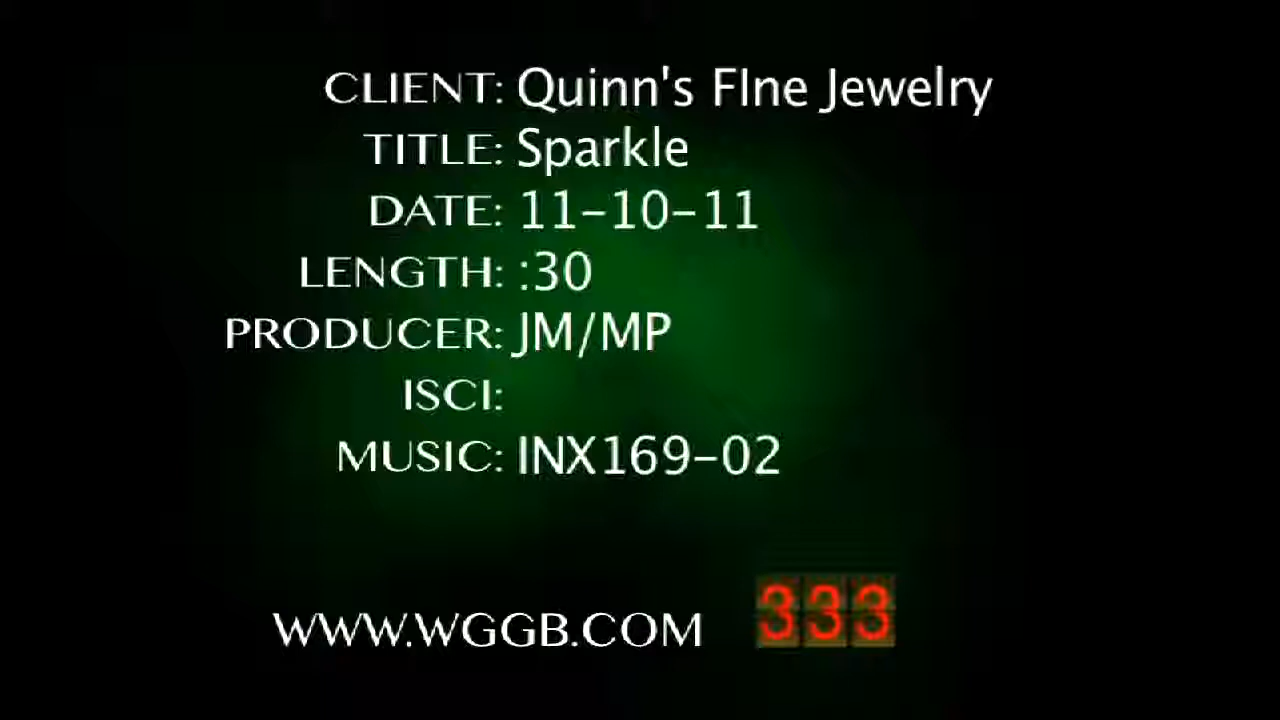 CLIENT: Quinn's FIne Jewelry
TITLE: Sparkle
DATE: 11-10-11
LENGTH: :30
PRODUCER: JM/MP
ISCI:
MUSIC: INX169-02
WWW.WGGB.COM 333